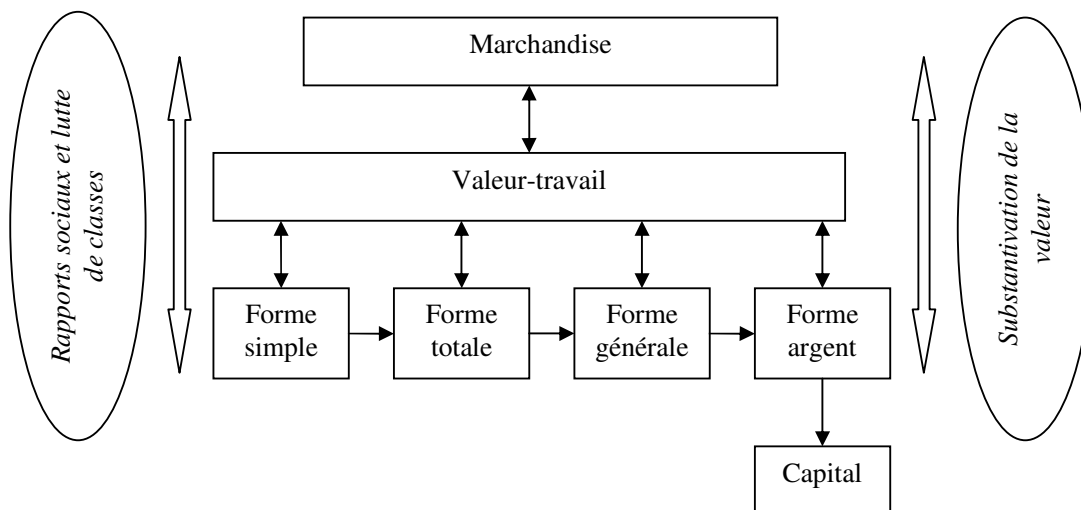 Marchandise
Rapports sociaux et lutte
de classes
Substantivation de la
valeur
Valeur-travail
Forme
simple
Forme
totale
Forme
générale
Forme
argent
Capital